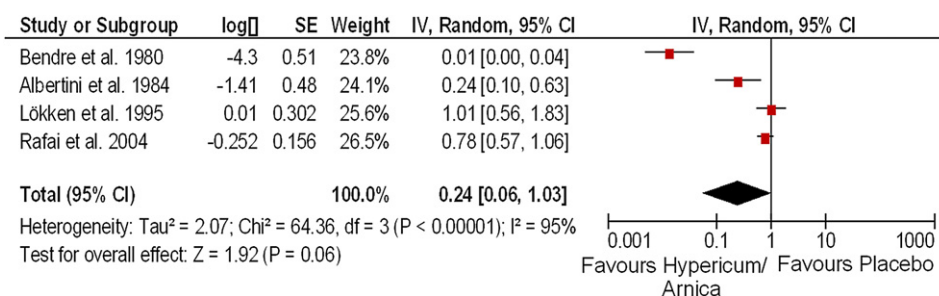 Study or Subgroup log[] SE Weight IV, Random, 95% CI IV, Random, 95% CI
Bendre et al. 1980 -4.3 0.51 23.8% 0.01 [0.00, 0.04]
Albertini et al. 1984 -1.41 0.48 24.1% 0.24 [0.10, 0.63]
Lökken et al. 1995 0.01 0.302 25.6% 1.01 [0.56, 1.83]
Rafai et al. 2004 -0.252 0.156 26.5% 0.78 [0.57, 1.06]
Total (95% CI) 100.0% 0.24 [0.06, 1.03]
Heterogeneity: Tau² = 2.07; Chi² = 64.36, df = 3 (P < 0.00001); I² = 95%
Test for overall effect: Z = 1.92 (P = 0.06)
0.001 0.1 1 10 1000
Favours Hypericum/ Favours Placebo
Arnica